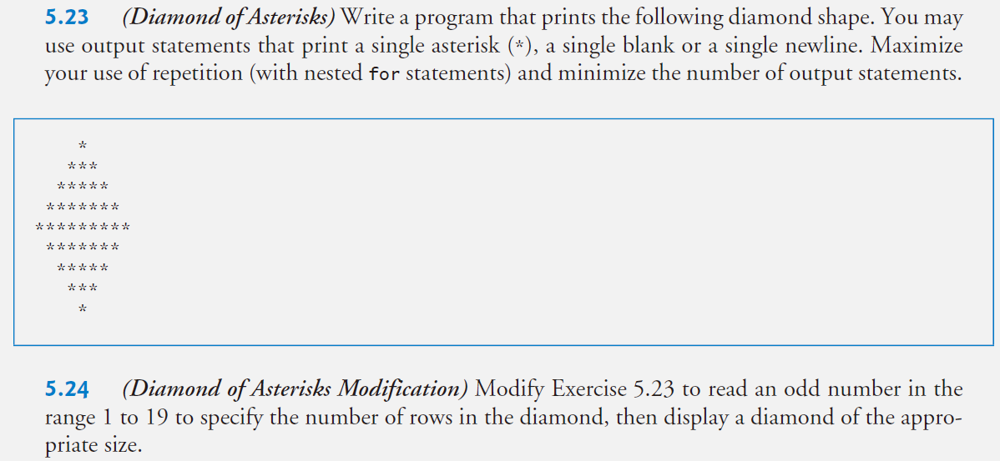 5.23 (Diamond of Asterisks) Write a program that prints the following diamond shape. You may
use output statements that print a single asterisk (*), a single blank or a single newline. Maximize
your use of repetition (with nested for statements) and minimize the number of output statements.
*
***
*****
*******
*********
*******
*****
***
*
5.24 (Diamond of Asterisks Modification) Modify Exercise 5.23 to read an odd number in the
range 1 to 19 to specify the number of rows in the diamond, then display a diamond of the appro-
priate size.